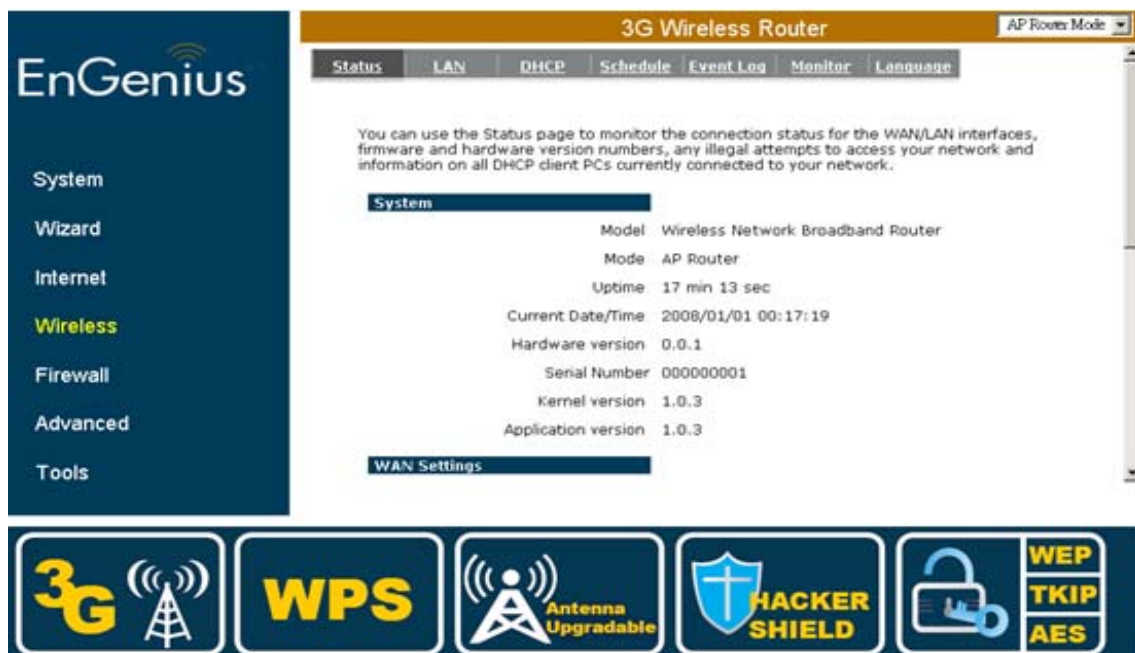 3G Wireless Router
AP Router Mode
EnGenius
Status LAN DHCP Schedule Event Log Monitor Language
You can use the Status page to monitor the connection status for the WAN/LAN interfaces,
firmware and hardware version numbers, any illegal attempts to access your network and
information on all DHCP client PCs currently connected to your network.
System
Wizard
Internet
Wireless
Firewall
Advanced
Tools
System
Model Wireless Network Broadband Router
Mode AP Router
Uptime 17 min 13 sec
Current Date/Time 2008/01/01 00:17:19
Hardware version 0.0.1
Serial Number 000000001
Kernel version 1.0.3
Application version 1.0.3
WAN Settings
3G
WPS
Antenna
Upgradable
HACKER
SHIELD
WEP
TKIP
AES